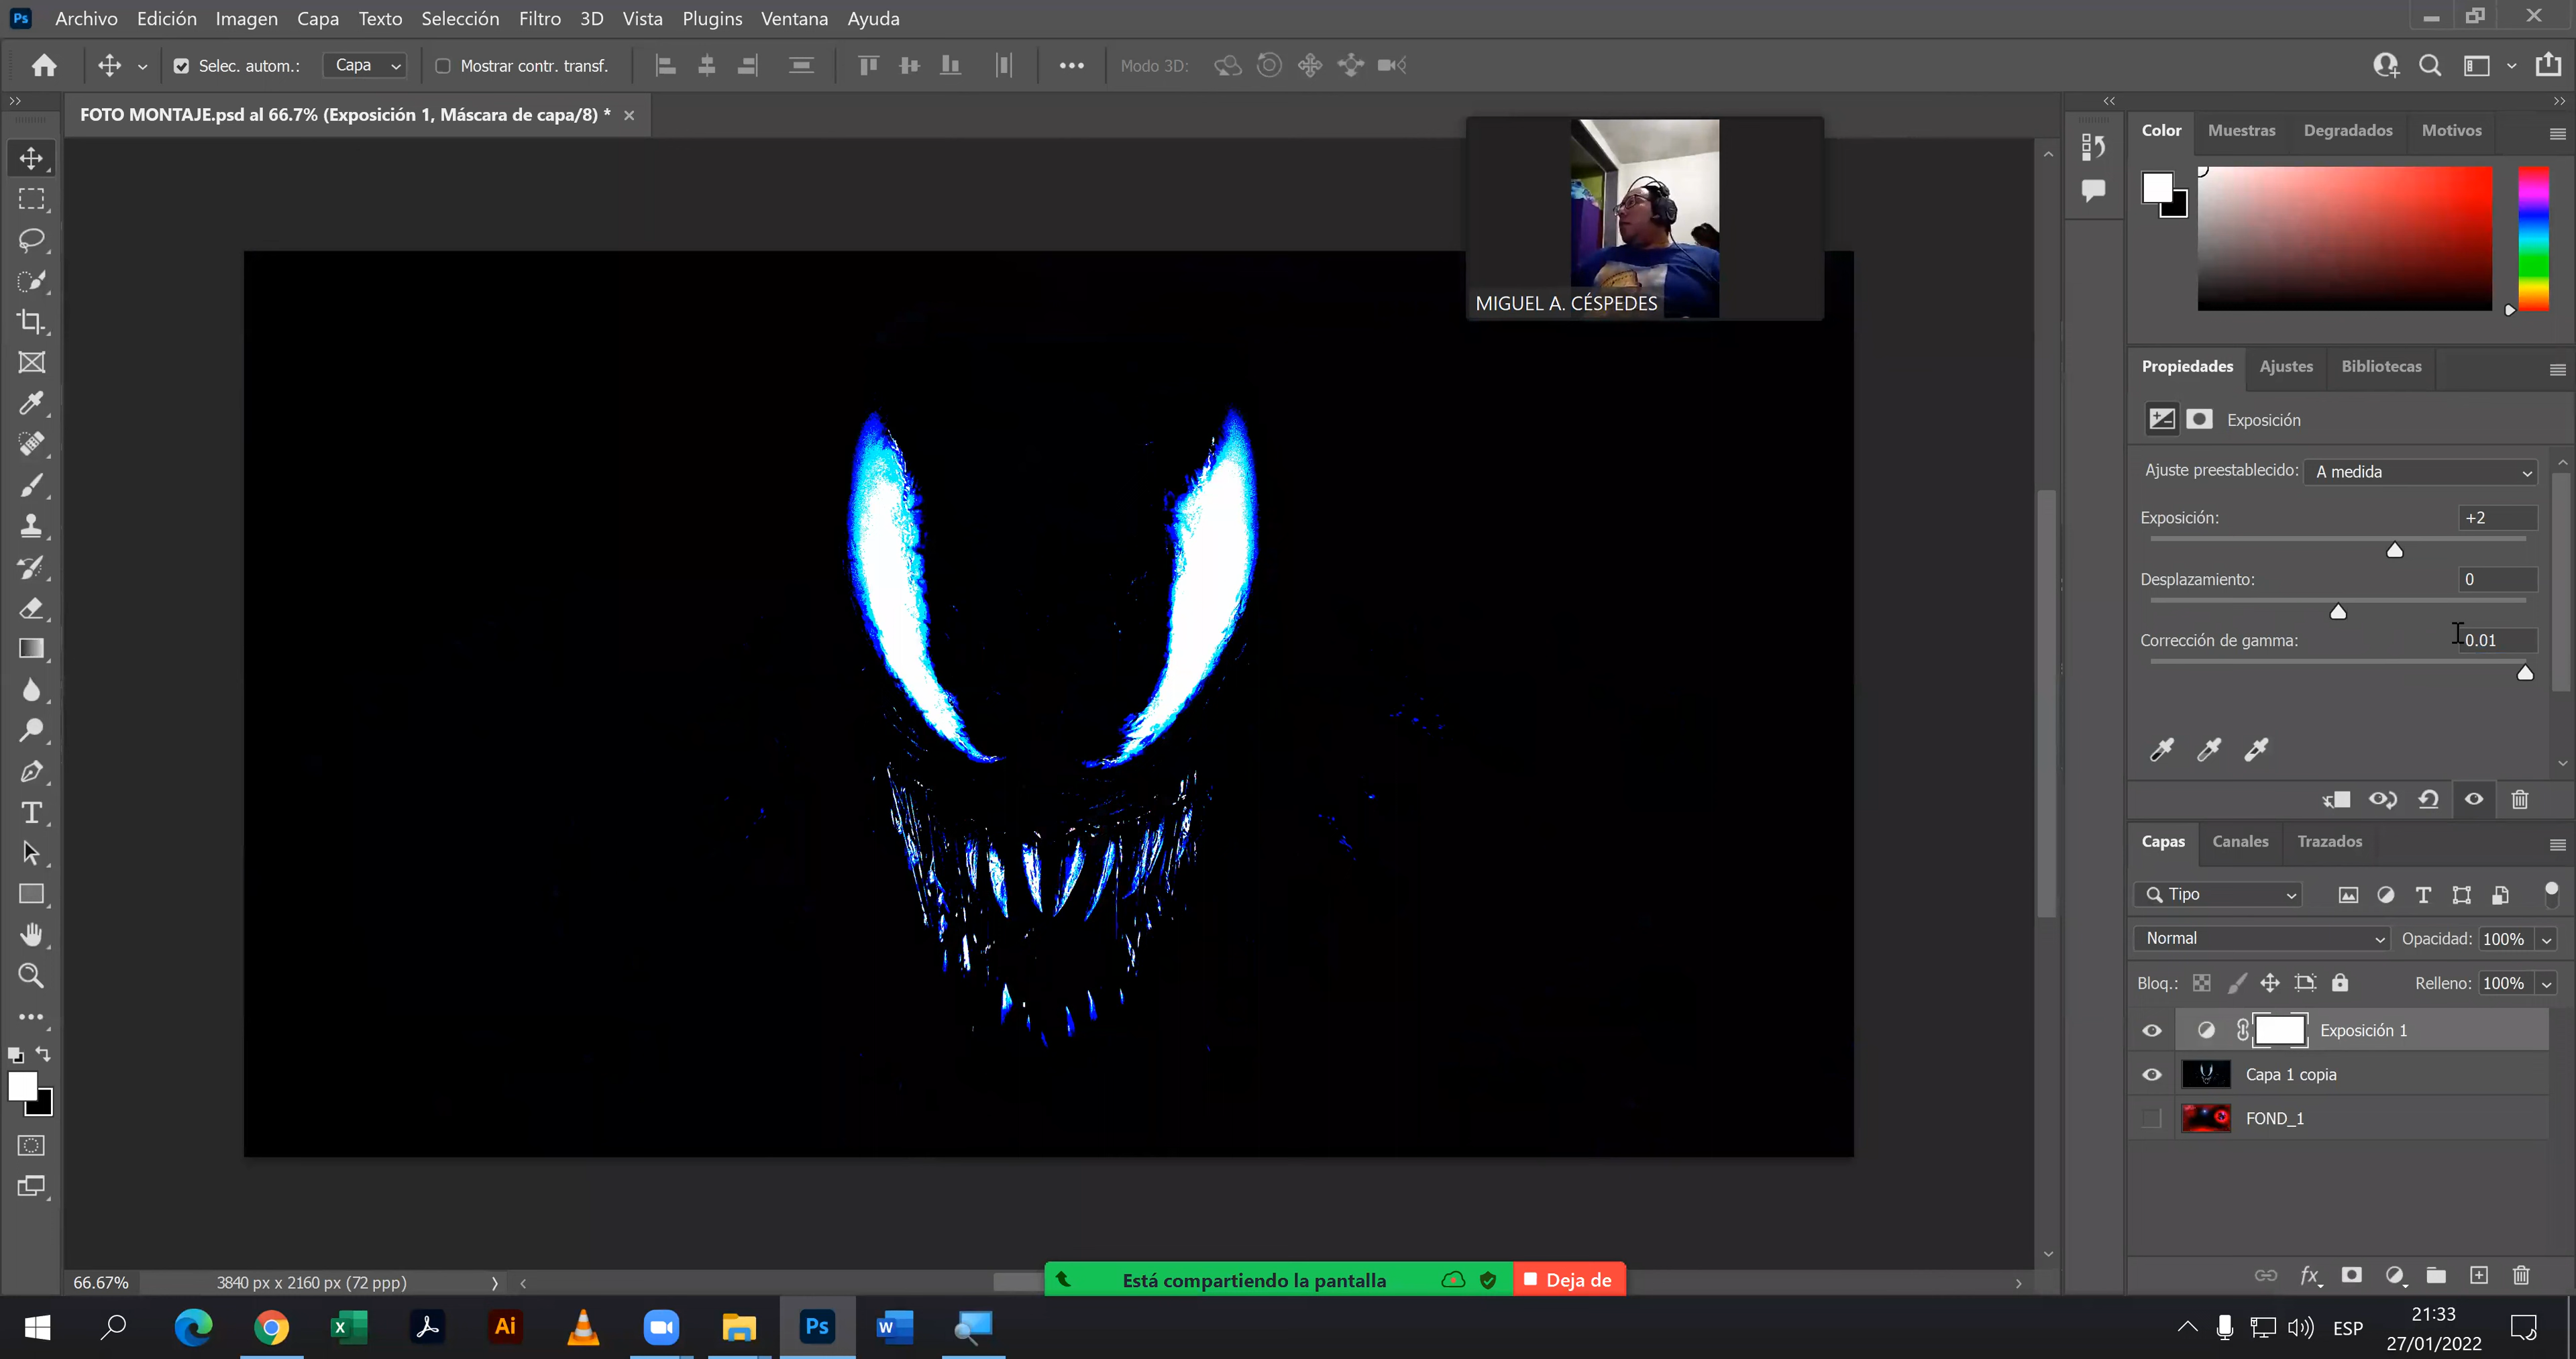 Ps Archivo Edición Imagen Capa Texto Selección Filtro 3D Vista Plugins Ventana Ayuda
Selec. autom.: Capa Mostrar contr. transf. Modo 3D:
FOTO MONTAJE.psd al 66.7% (Exposición 1, Máscara de capa/8) *
MIGUEL A. CÉSPEDES
Color Muestras Degradados Motivos
Propiedades Ajustes Bibliotecas
Exposición
Ajuste preestablecido: A medida
Exposición: +2
Desplazamiento: 0
Corrección de gamma: 0.01
Capas Canales Trazados
Tipo
Normal Opacidad: 100%
Bloq.: Relleno: 100%
Exposición 1
Capa 1 copia
FOND_1
fx
66.67% 3840 px x 2160 px (72 ppp)
Está compartiendo la pantalla Deja de
X Ai Ps W
ESP
21:33
27/01/2022